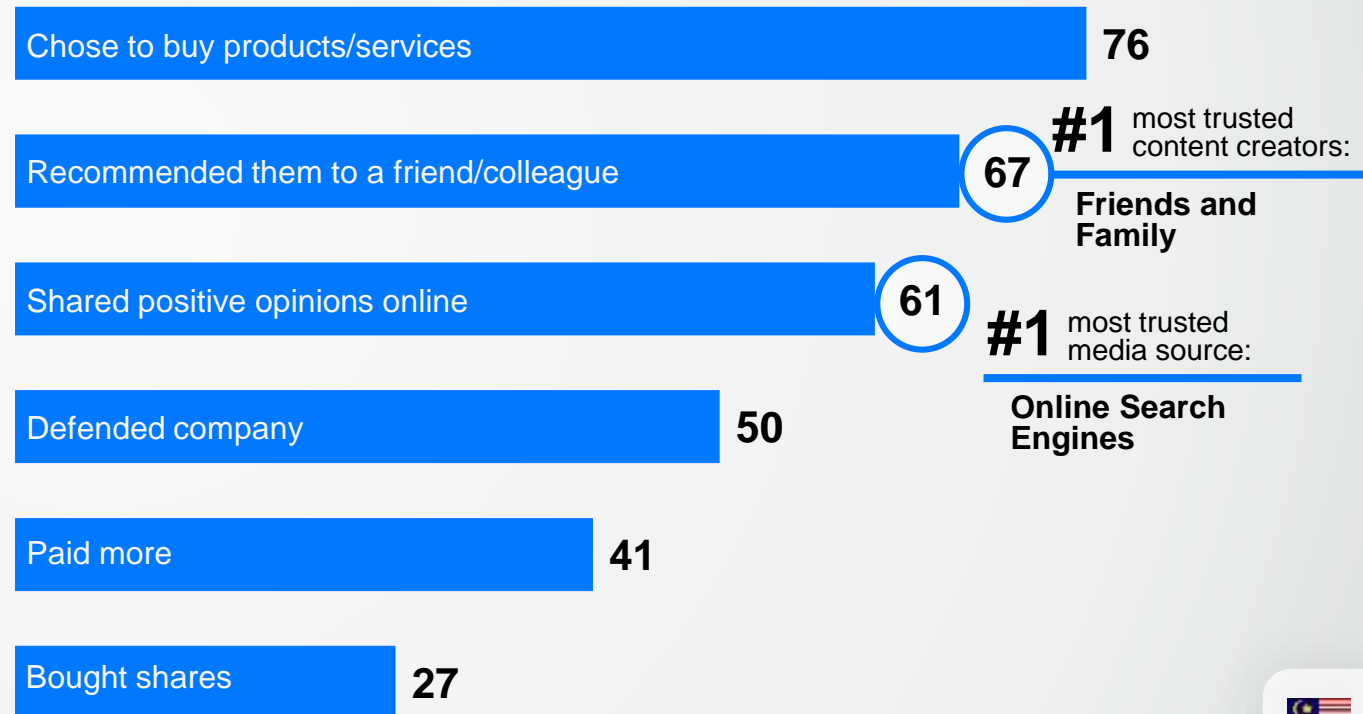 Chose to buy products/services
76
#1 most trusted
content creators:
Recommended them to a friend/colleague
67
Friends and
Family
Shared positive opinions online
61
#1 most trusted
media source:
Online Search
Engines
Defended company
50
Paid more
41
Bought shares
27